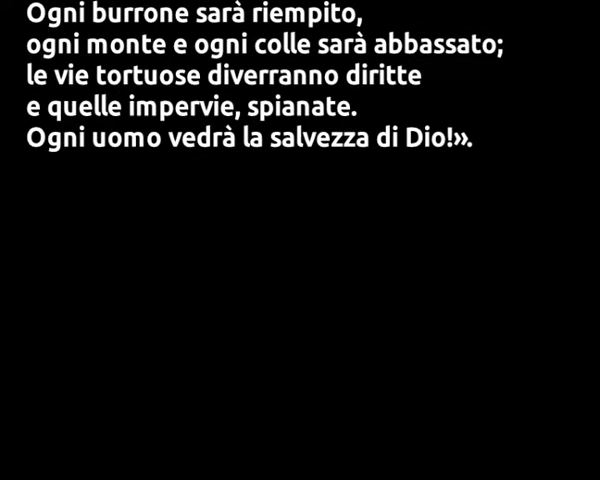 Ogni burrone sarà riempito,
ogni monte e ogni colle sarà abbassato;
le vie tortuose diverranno diritte
e quelle impervie, spianate.
Ogni uomo vedrà la salvezza di Dio!».